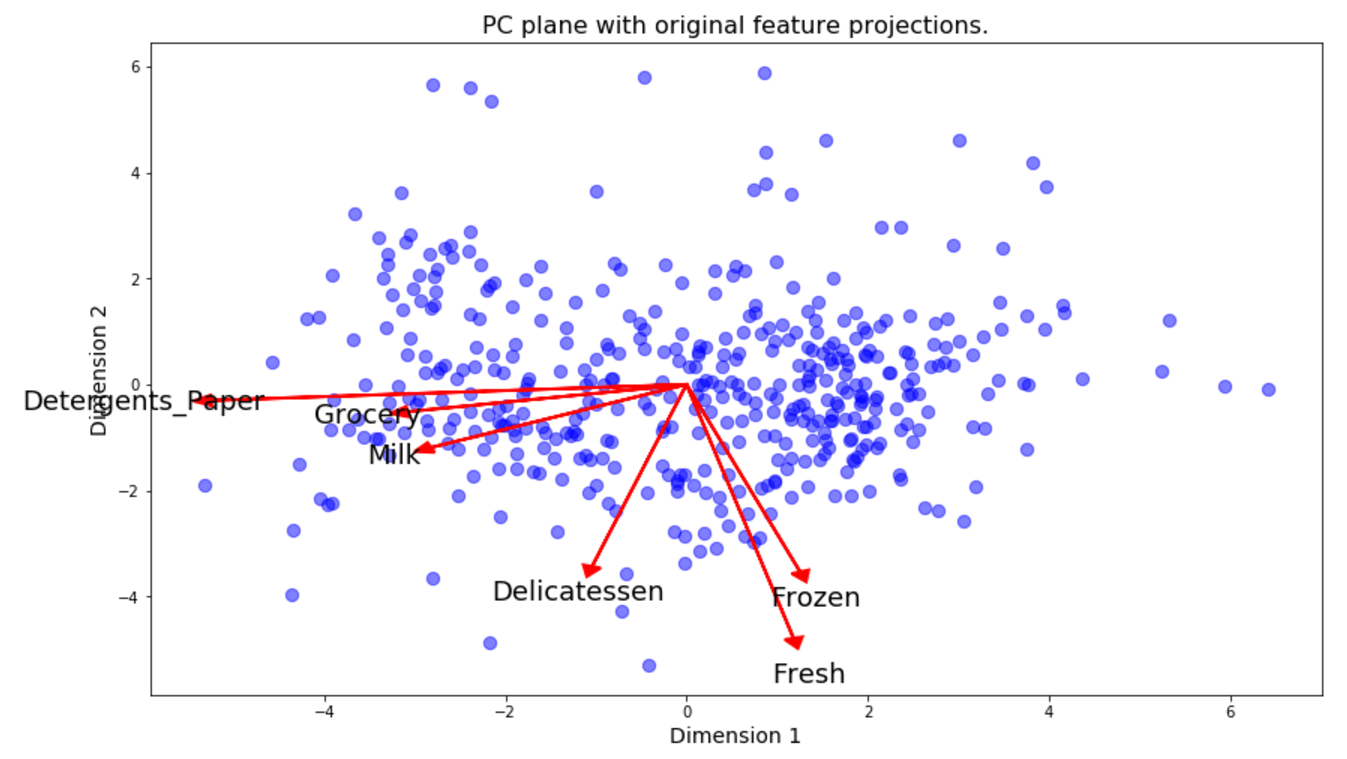 PC plane with original feature projections.
6
4
2
0
−2
−4
Dimension 2
Detergents_Paper
Grocery
Milk
Delicatessen
Frozen
Fresh
−4
−2
0
2
4
6
Dimension 1